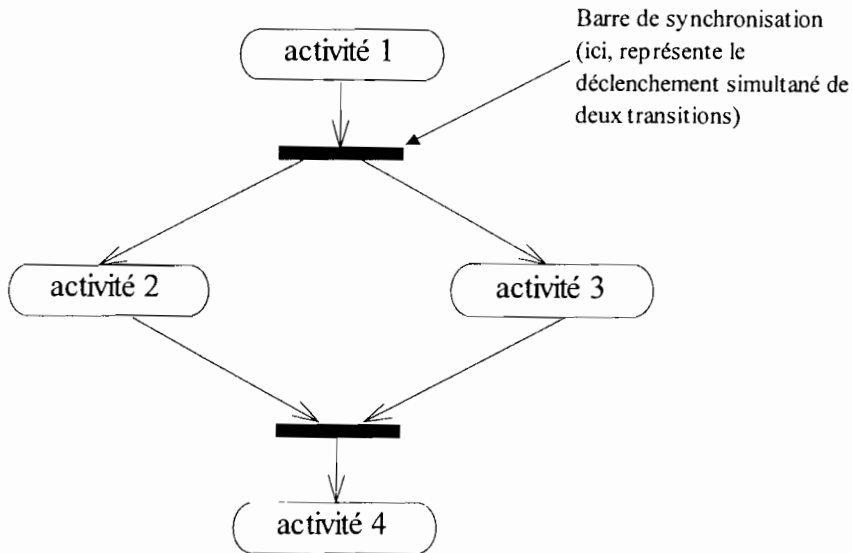 activité 1
Barre de synchronisation
(ici, représente le
déclenchement simultané de
deux transitions)
activité 2
activité 3
activité 4